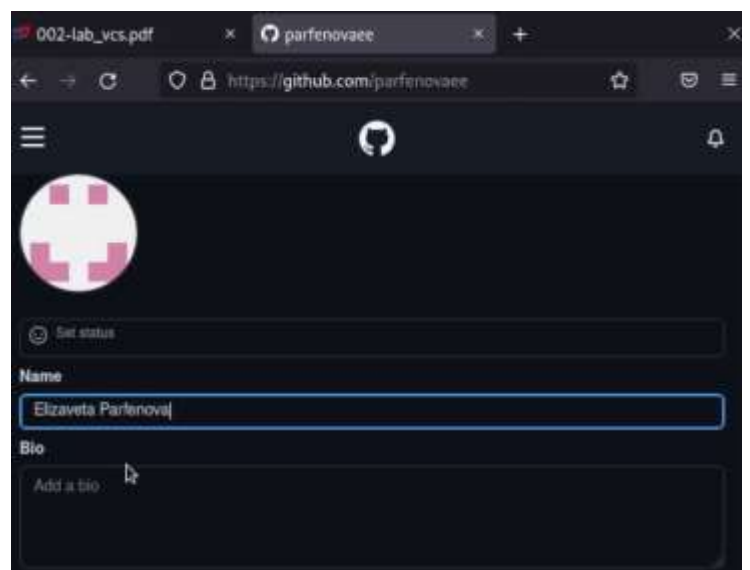 002-lab_vcs.pdf × parfenovaee × +
https://github.com/parfenovaee
Set status
Name
Elizaveta Parfenova
Bio
Add a bio